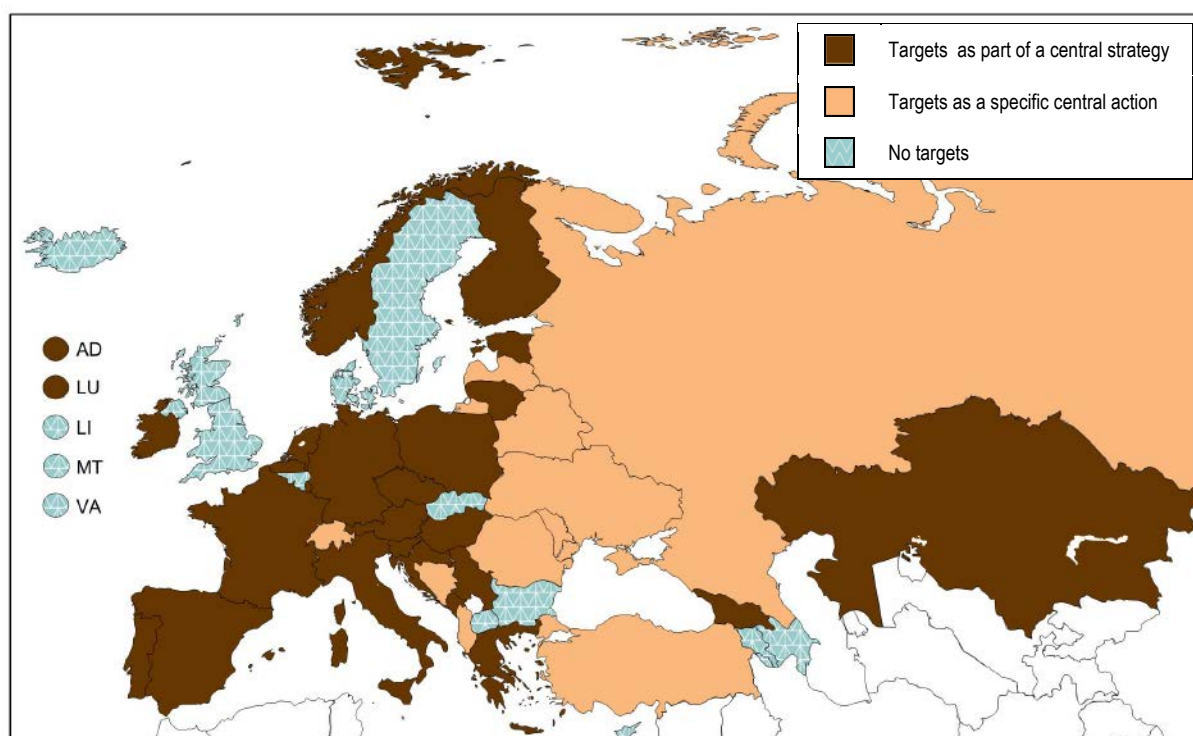 Targets as part of a central strategy
Targets as a specific central action
No targets
AD
LU
LI
MT
VA